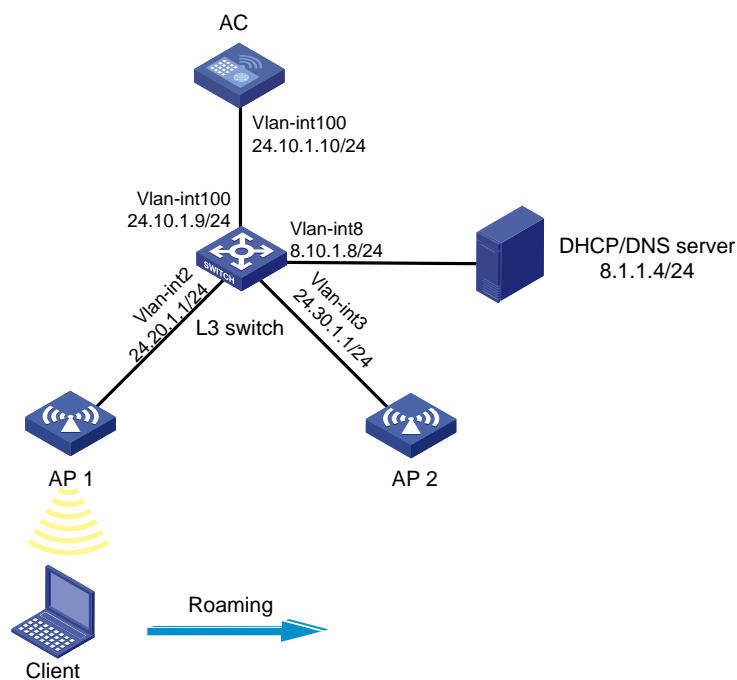 AC
Vlan-int100
24.10.1.10/24
Vlan-int100
24.10.1.9/24
Vlan-int8
8.10.1.8/24
DHCP/DNS server
8.1.1.4/24
SWITCH
Vlan-int2
24.20.1.1/24
L3 switch
Vlan-int3
24.30.1.1/24
AP 1
AP 2
Roaming
Client